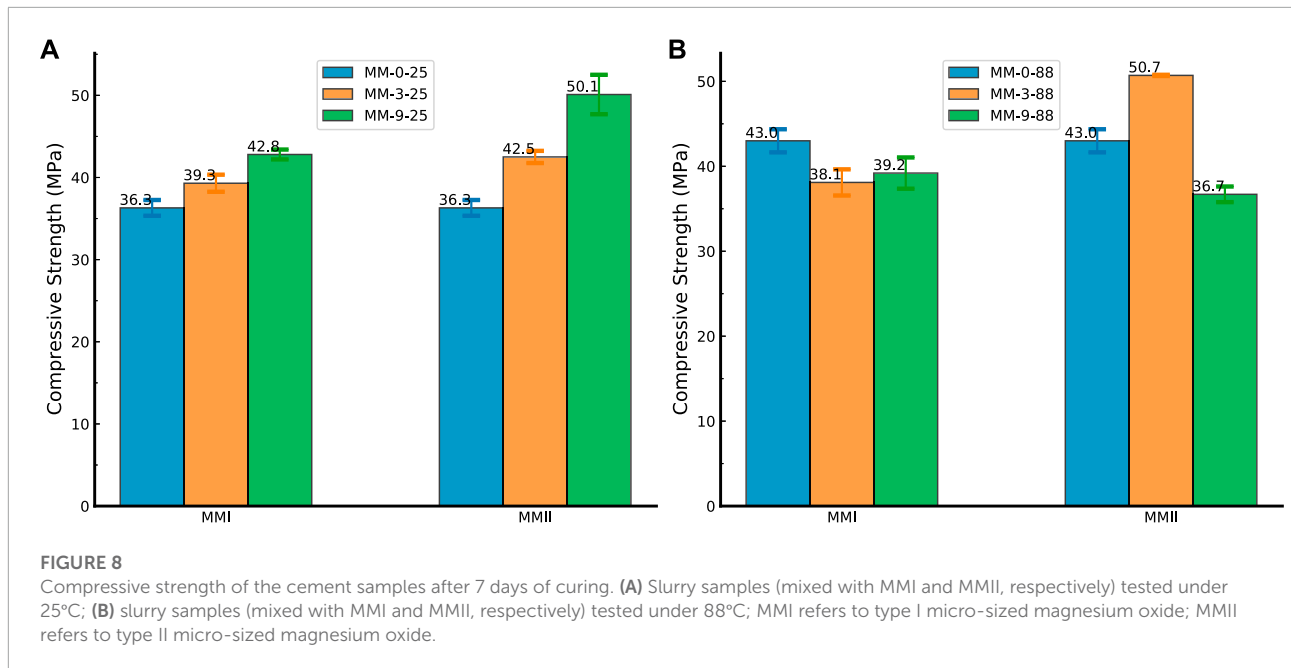 A
B
MM-0-25
MM-3-25
MM-9-25
MM-0-88
MM-3-88
MM-9-88
Compressive Strength (MPa)
50
40
30
20
10
0
36.3
39.3
42.8
36.3
42.5
50.1
MMI
MMII
Compressive Strength (MPa)
50
40
30
20
10
0
43.0
38.1
39.2
43.0
50.7
36.7
MMI
MMII
FIGURE 8
Compressive strength of the cement samples after 7 days of curing. (A) Slurry samples (mixed with MMI and MMII, respectively) tested under
25°C; (B) slurry samples (mixed with MMI and MMII, respectively) tested under 88°C; MMI refers to type I micro-sized magnesium oxide; MMII
refers to type II micro-sized magnesium oxide.